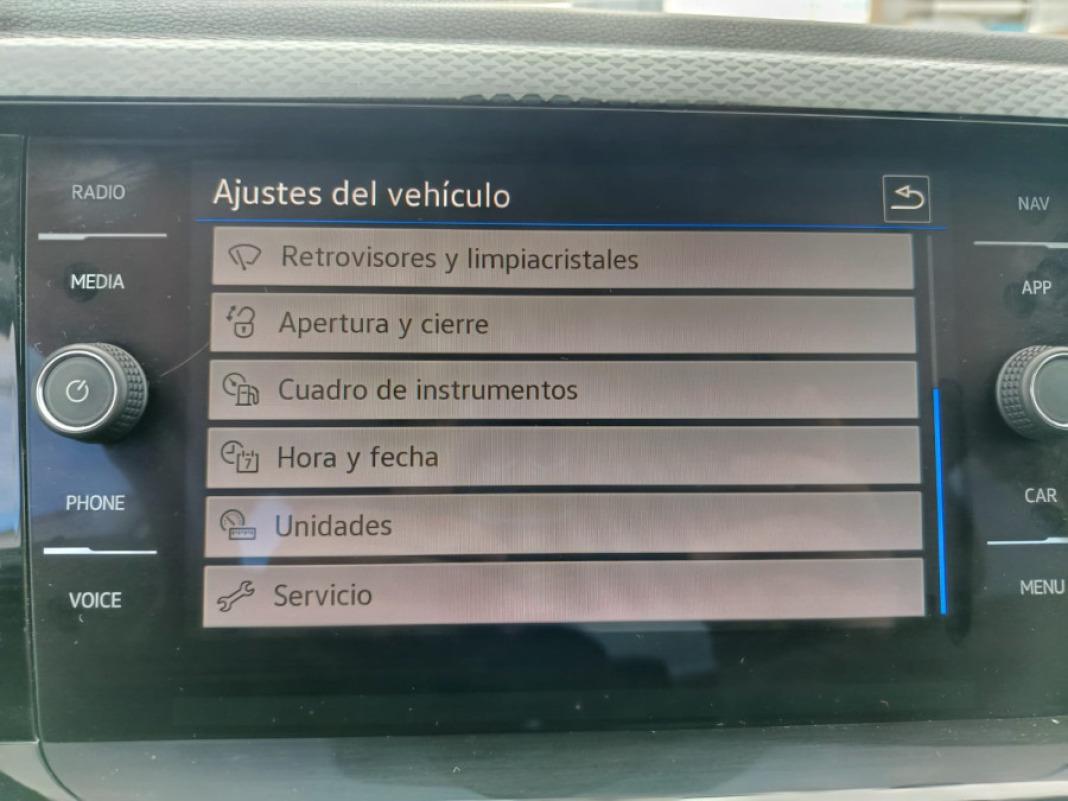 Ajustes del vehículo
RADIO
MEDIA
PHONE
VOICE
Retrovisores y limpiacristales
Apertura y cierre
Cuadro de instrumentos
7
Hora y fecha
Unidades
Servicio
NAV
APP
CAR
MENU